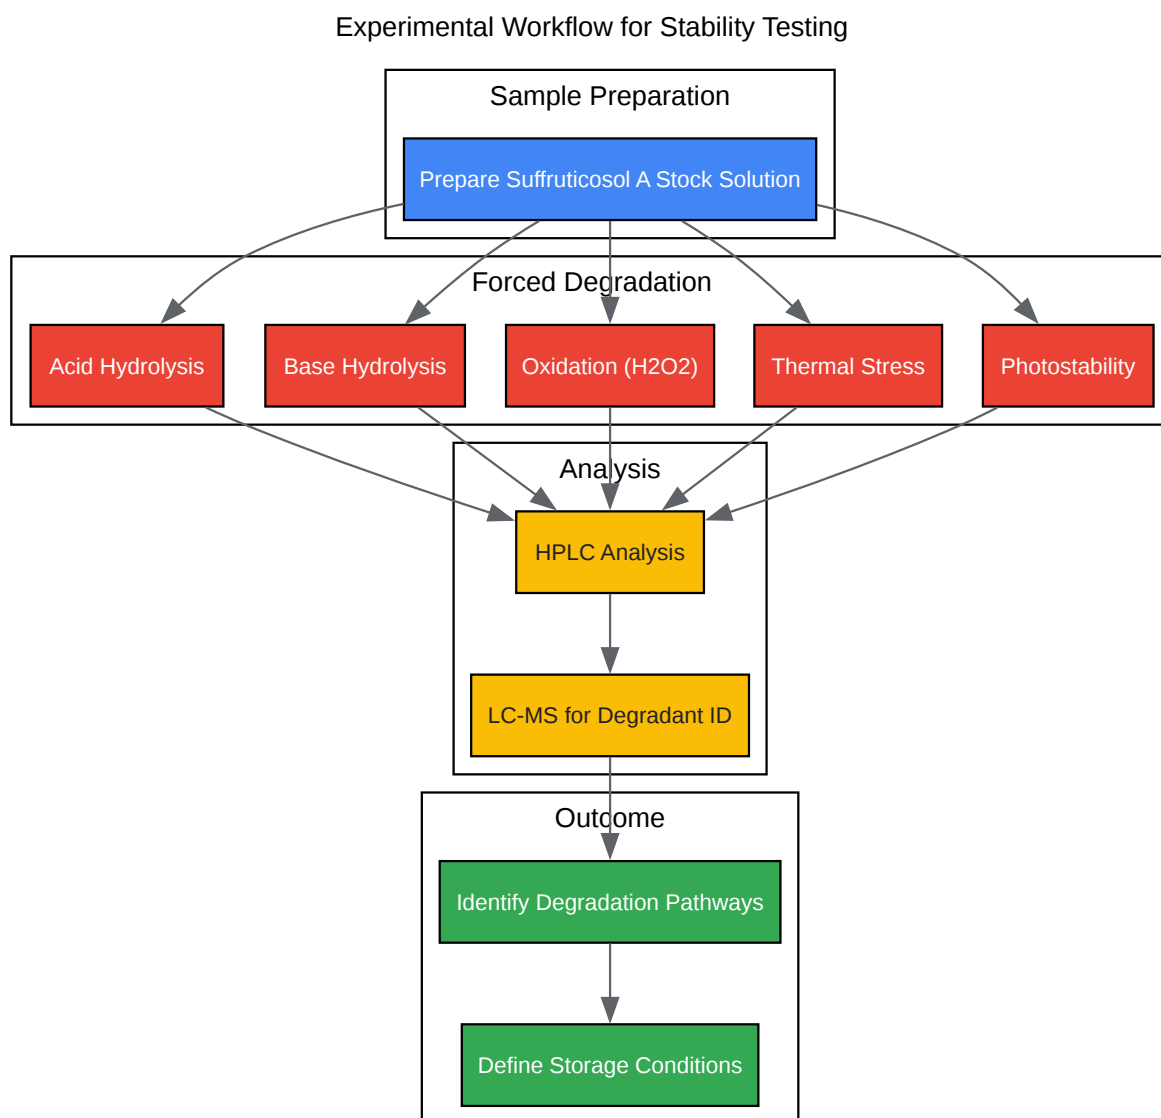 Experimental Workflow for Stability Testing
Sample Preparation
Prepare Suffruticosol A Stock Solution
Forced Degradation
Acid Hydrolysis
Base Hydrolysis
Oxidation (H2O2)
Thermal Stress
Photostability
Analysis
HPLC Analysis
LC-MS for Degradant ID
Outcome
Identify Degradation Pathways
Define Storage Conditions